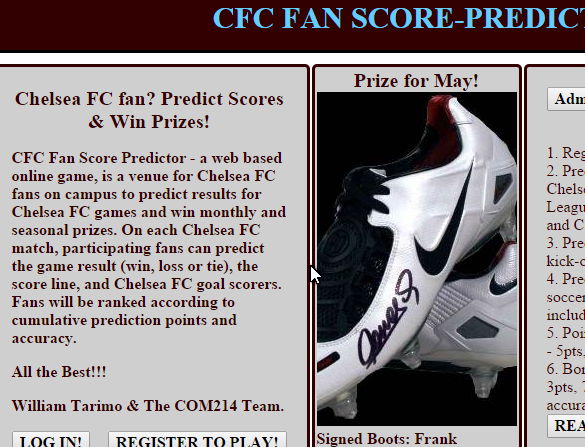 CFC FAN SCORE-PREDICT
Chelsea FC fan? Predict Scores
& Win Prizes!
CFC Fan Score Predictor - a web based
online game, is a venue for Chelsea FC
fans on campus to predict results for
Chelsea FC games and win monthly and
seasonal prizes. On each Chelsea FC
match, participating fans can predict
the game result (win, loss or tie), the
score line, and Chelsea FC goal scorers.
Fans will be ranked according to
cumulative prediction points and
accuracy.
All the Best!!!
William Tarimo & The COM214 Team.
LOG IN!
REGISTER TO PLAY!
Prize for May!
Signed Boots: Frank
Adm
1. Reg
2. Pre
Chels
Leagu
and C
3. Pre
kick-o
4. Pre
soccer
includ
5. Poi
- 5pts,
6. Bon
3pts, 7
accura
REA